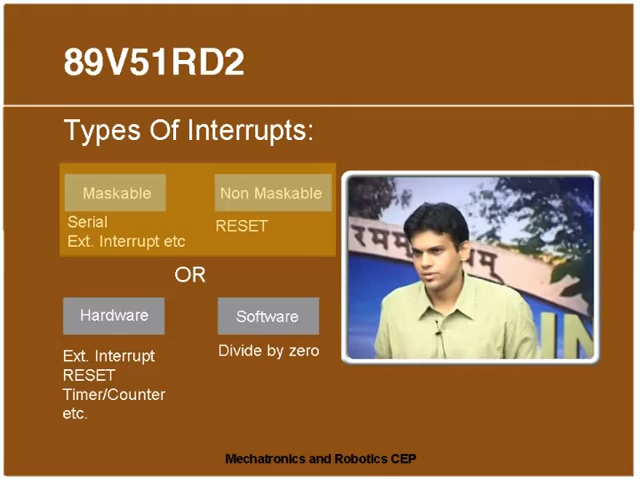 89V51RD2
Types Of Interrupts:
Maskable
Non Maskable
Serial
RESET
Ext. Interrupt etc
OR
Hardware
Software
Ext. Interrupt
Divide by zero
RESET
Timer/Counter
etc.
Mechatronics and Robotics CEP